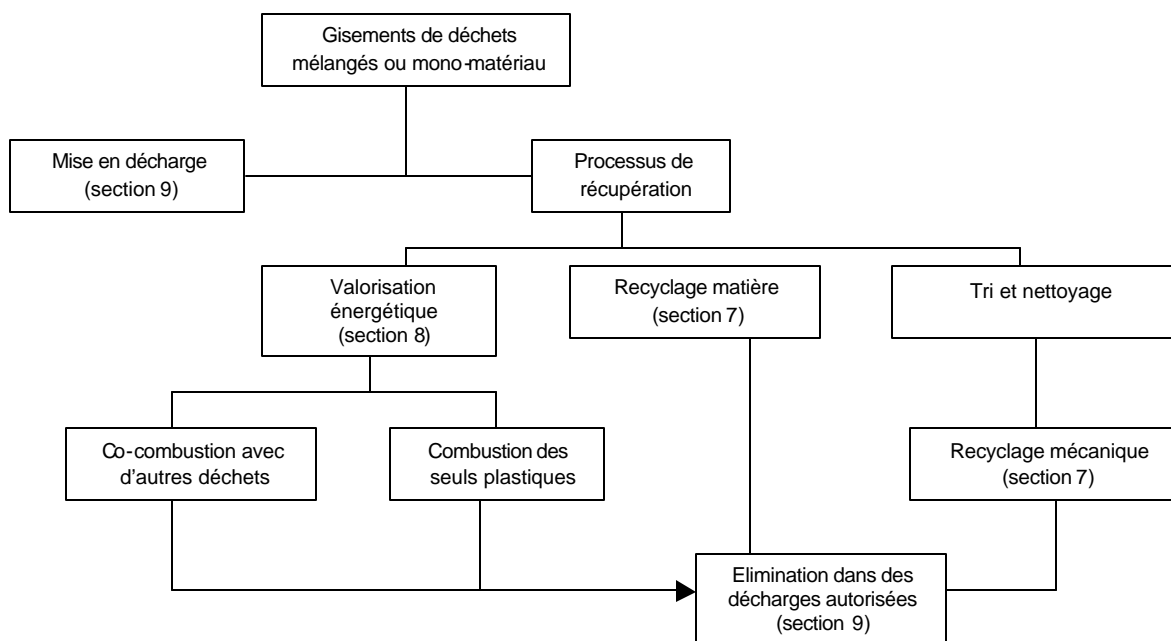 Gisements de déchets
mélangés ou mono-matériau
Mise en décharge
(section 9)
Processus de
récupération
Valorisation
énergétique
(section 8)
Recyclage matière
(section 7)
Tri et nettoyage
Co-combustion avec
d'autres déchets
Combustion des
seuls plastiques
Recyclage mécanique
(section 7)
Elimination dans des
décharges autorisées
(section 9)